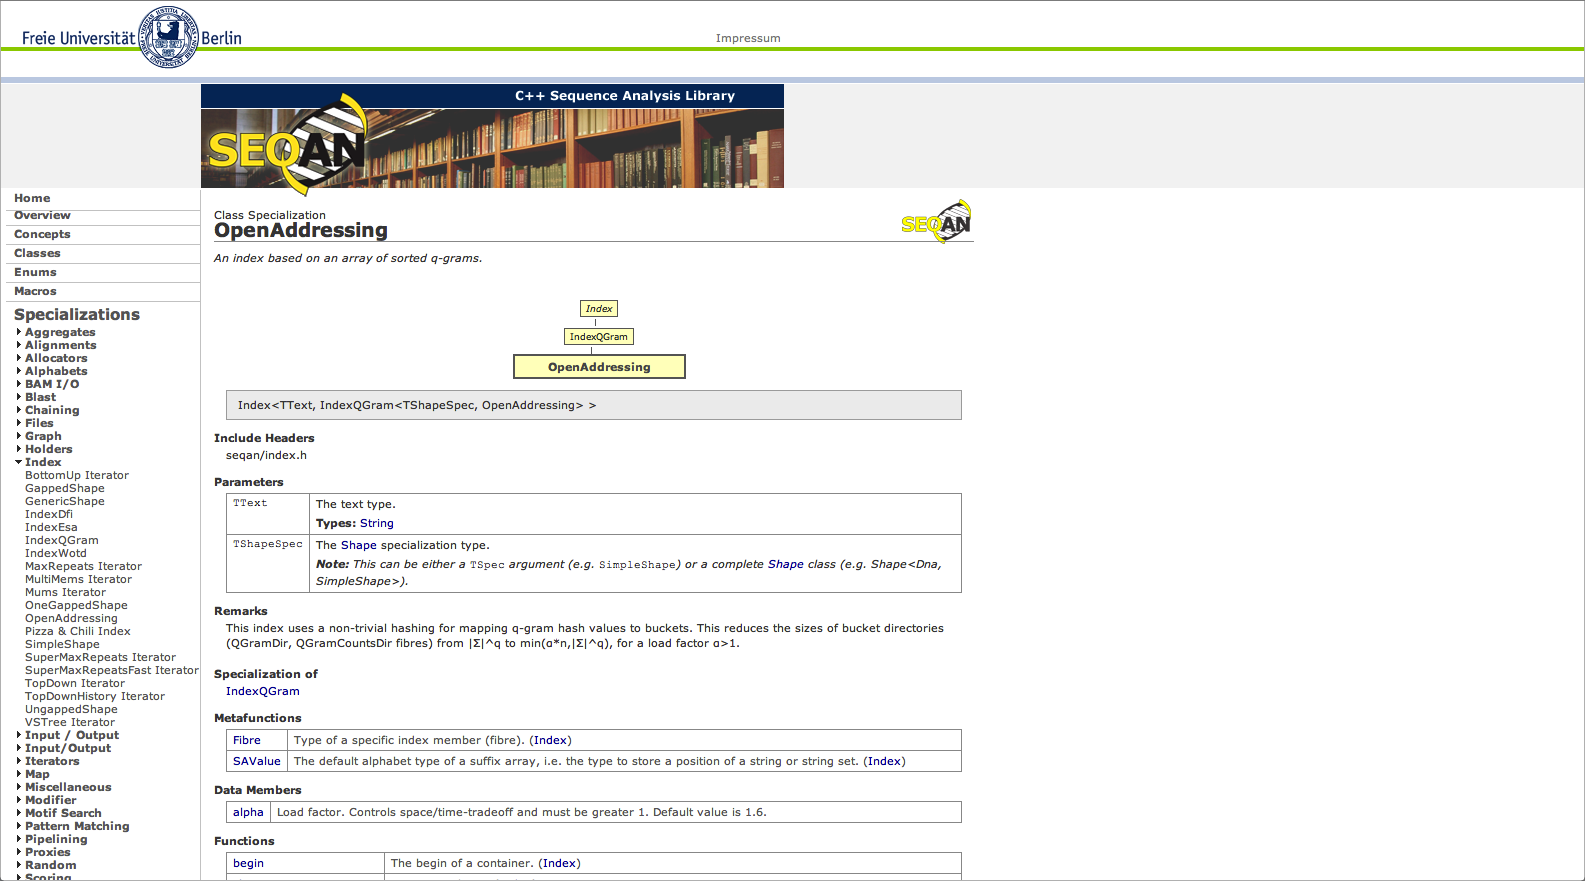 Freie Universität Berlin
Impressum
C++ Sequence Analysis Library
SEQAN
Home
Overview
Concepts
Classes
Enums
Macros
Specializations
Aggregates
Alignments
Allocators
Alphabets
BAM I/O
Blast
Chaining
Files
Graph
Holders
Index
BottomUp Iterator
GappedShape
GenericShape
IndexDfi
IndexEsa
IndexQGram
IndexWotd
MaxRepeats Iterator
MultiMems Iterator
Mums Iterator
OneGappedShape
OpenAddressing
Pizza & Chili Index
SimpleShape
SuperMaxRepeats Iterator
SuperMaxRepeatsFast Iterator
TopDown Iterator
TopDownHistory Iterator
UngappedShape
VSTree Iterator
Input / Output
Input/Output
Iterators
Map
Miscellaneous
Modifier
Motif Search
Pattern Matching
Pipelining
Proxies
Random
Scoring
Class Specialization
OpenAddressing
SEQAN
An index based on an array of sorted q-grams.
Index
IndexQGram
OpenAddressing
Index<TText, IndexQGram<TShapeSpec, OpenAddressing> >
Include Headers
seqan/index.h
Parameters
TText The text type.
Types: String
TShapeSpec The Shape specialization type.
Note: This can be either a TSpec argument (e.g. SimpleShape) or a complete Shape class (e.g. Shape<Dna,
SimpleShape>).
Remarks
This index uses a non-trivial hashing for mapping q-gram hash values to buckets. This reduces the sizes of bucket directories
(QGramDir, QGramCountsDir fibres) from |Σ|^q to min(α*n,|Σ|^q), for a load factor α>1.
Specialization of
IndexQGram
Metafunctions
Fibre Type of a specific index member (fibre). (Index)
SAValue The default alphabet type of a suffix array, i.e. the type to store a position of a string or string set. (Index)
Data Members
alpha Load factor. Controls space/time-tradeoff and must be greater 1. Default value is 1.6.
Functions
begin The begin of a container. (Index)